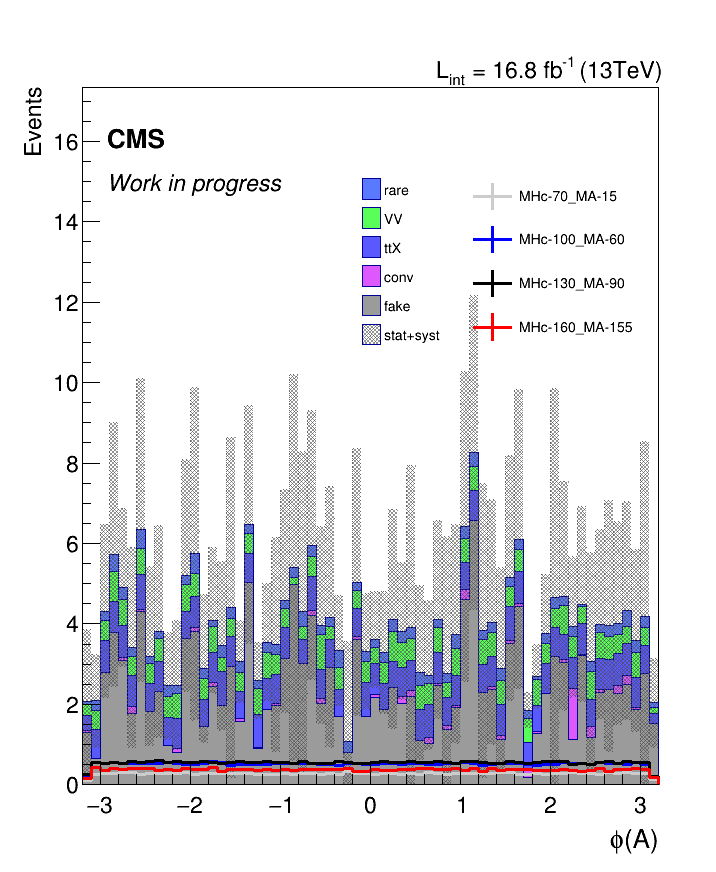 L_int = 16.8 fb^-1 (13TeV)
Events
CMS
Work in progress
rare
VV
ttX
conv
fake
stat+syst
MHc-70_MA-15
MHc-100_MA-60
MHc-130_MA-90
MHc-160_MA-155
16
14
12
10
8
6
4
2
0
−3 −2 −1 0 1 2 3
ϕ(A)